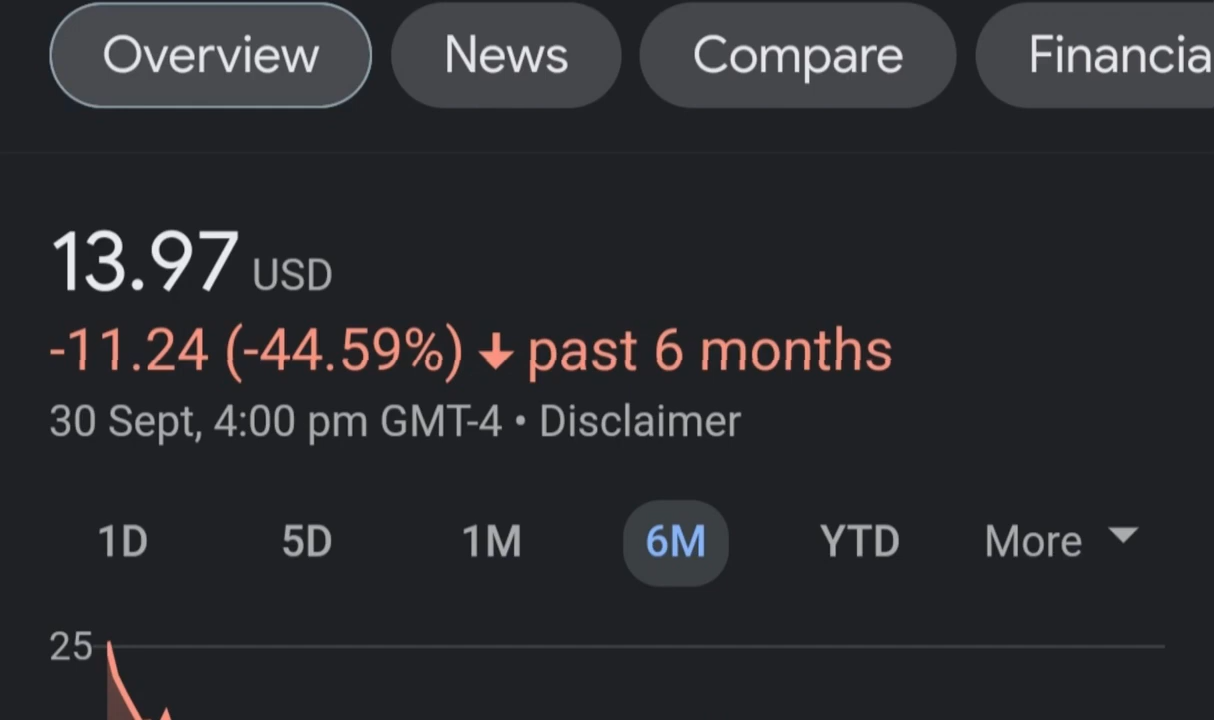 Overview News Compare Financia
13.97 USD
-11.24 (-44.59%) ↓ past 6 months
30 Sept, 4:00 pm GMT-4 • Disclaimer
1D 5D 1M 6M YTD More
25